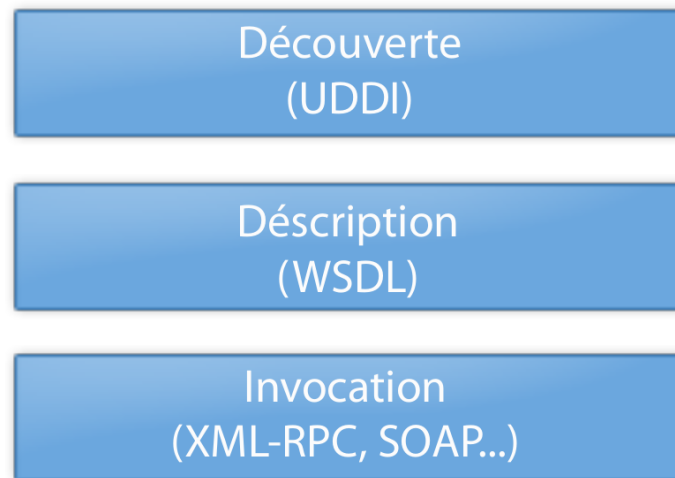 Découverte
(UDDI)
Déscription
(WSDL)
Invocation
(XML-RPC, SOAP...)